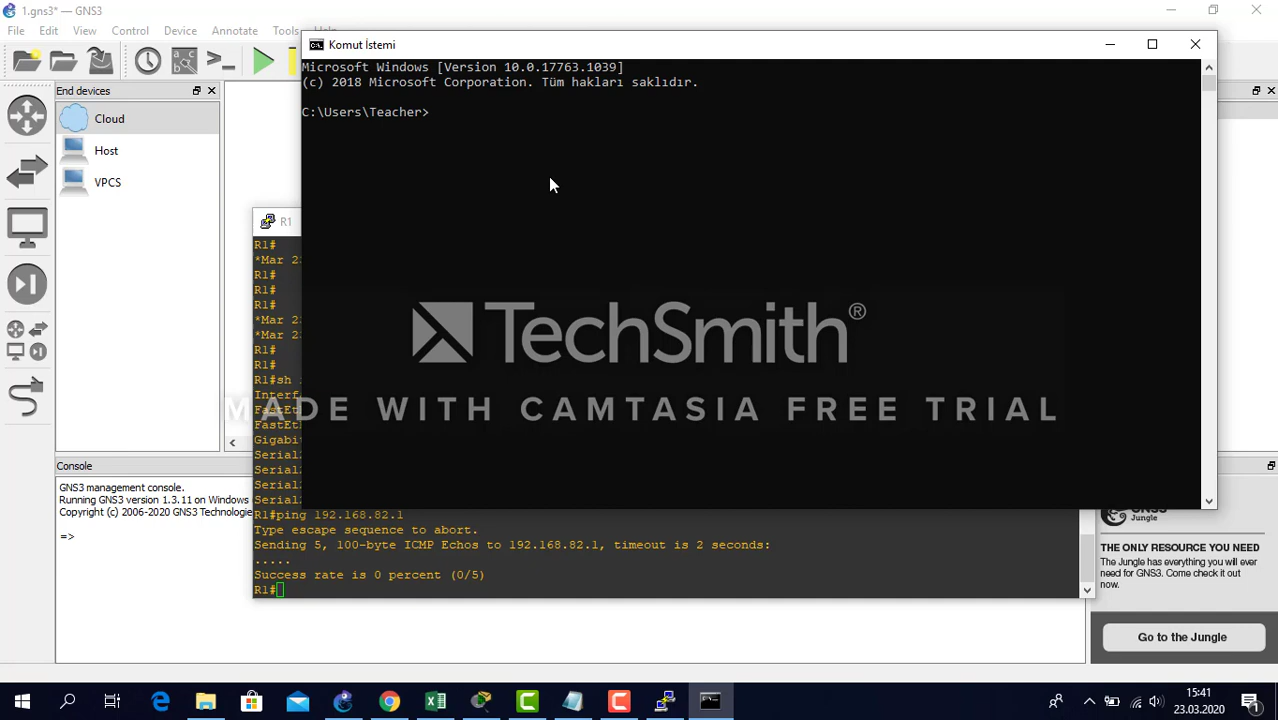 1.gns3* — GNS3
File Edit View Control Device Annotate Tools Help
Komut İstemi
Microsoft Windows [Version 10.0.17763.1039]
(c) 2018 Microsoft Corporation. Tüm hakları saklıdır.
C:\Users\Teacher>
End devices
Cloud
Host
VPCS
R1
R1#
*Mar 2
R1#
R1#
R1#
*Mar 2
*Mar 2
R1#
R1#
R1#sh
Interf
FastEt
FastEt
Gigabi
Serial
Serial
Serial
Serial
R1#ping 192.168.82.1
Type escape sequence to abort.
Sending 5, 100-byte ICMP Echos to 192.168.82.1, timeout is 2 seconds:
.....
Success rate is 0 percent (0/5)
R1#
TechSmith®
MADE WITH CAMTASIA FREE TRIAL
Console
GNS3 management console.
Running GNS3 version 1.3.11 on Windows
Copyright (c) 2006-2020 GNS3 Technologie
=>
Jungle
THE ONLY RESOURCE YOU NEED
The Jungle has everything you will ever
need for GNS3. Come check it out
now.
Go to the Jungle
15:41
23.03.2020
1